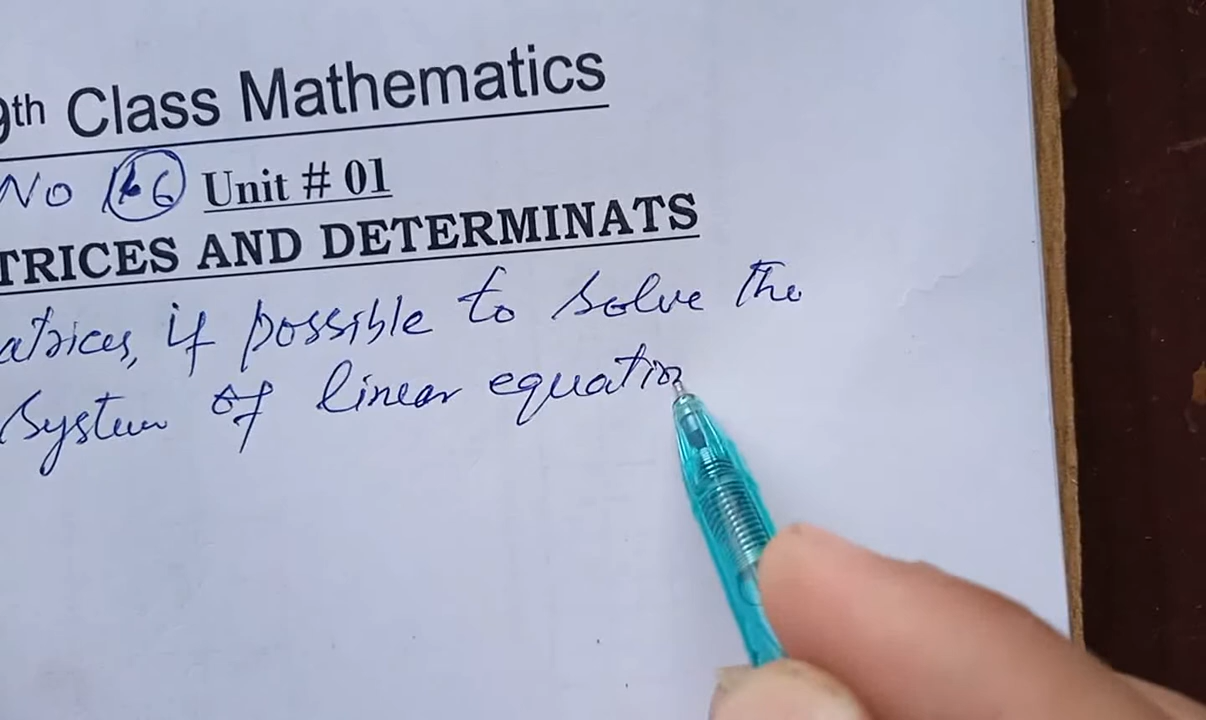 9th Class Mathematics
No 1.6 Unit # 01
TRICES AND DETERMINATS
atrices, if possible to solve the
System of linear equation